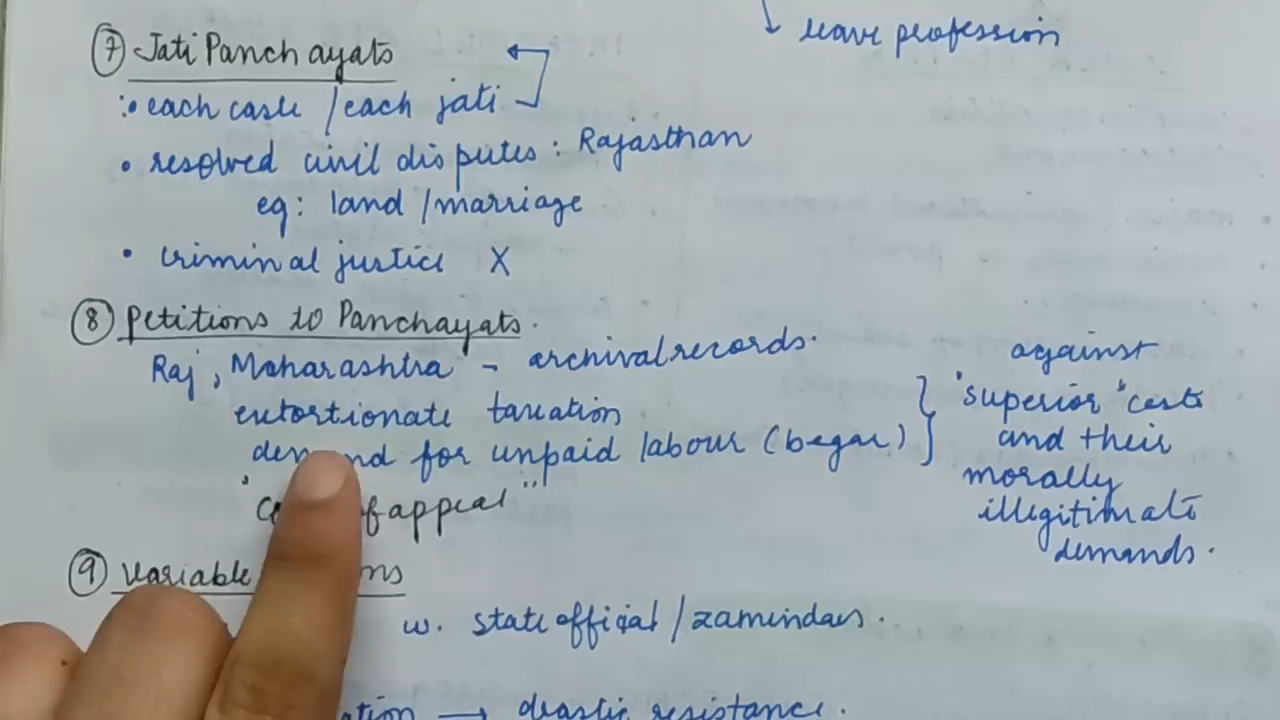 ↓ leave profession
⑦ Jati Panchayats
:• each caste / each jati
• resolved civil disputes : Rajasthan
eg: land / marriage
• criminal justice X
⑧ Petitions to Panchayats.
Raj, Maharashtra - archival records.
extortionate taxation
demand for unpaid labour (begar)
of appeal"
against
"superior" caste
and their
morally
illegitimate
demands.
⑨ Variable
w. state official / zamindars.
→ drastic resistance.